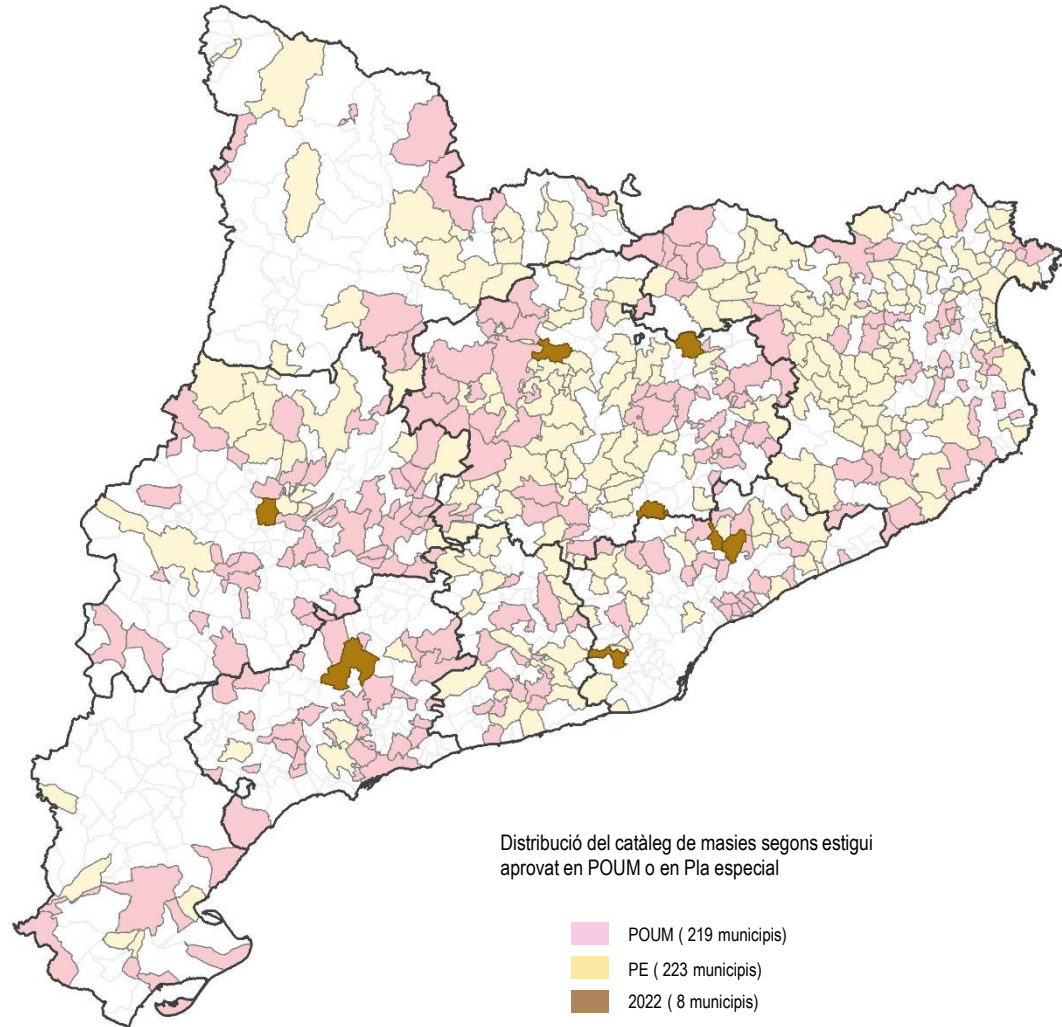 Distribució del catàleg de masies segons estigui
aprovat en POUM o en Pla especial
POUM ( 219 municipis)
PE ( 223 municipis)
2022 ( 8 municipis)